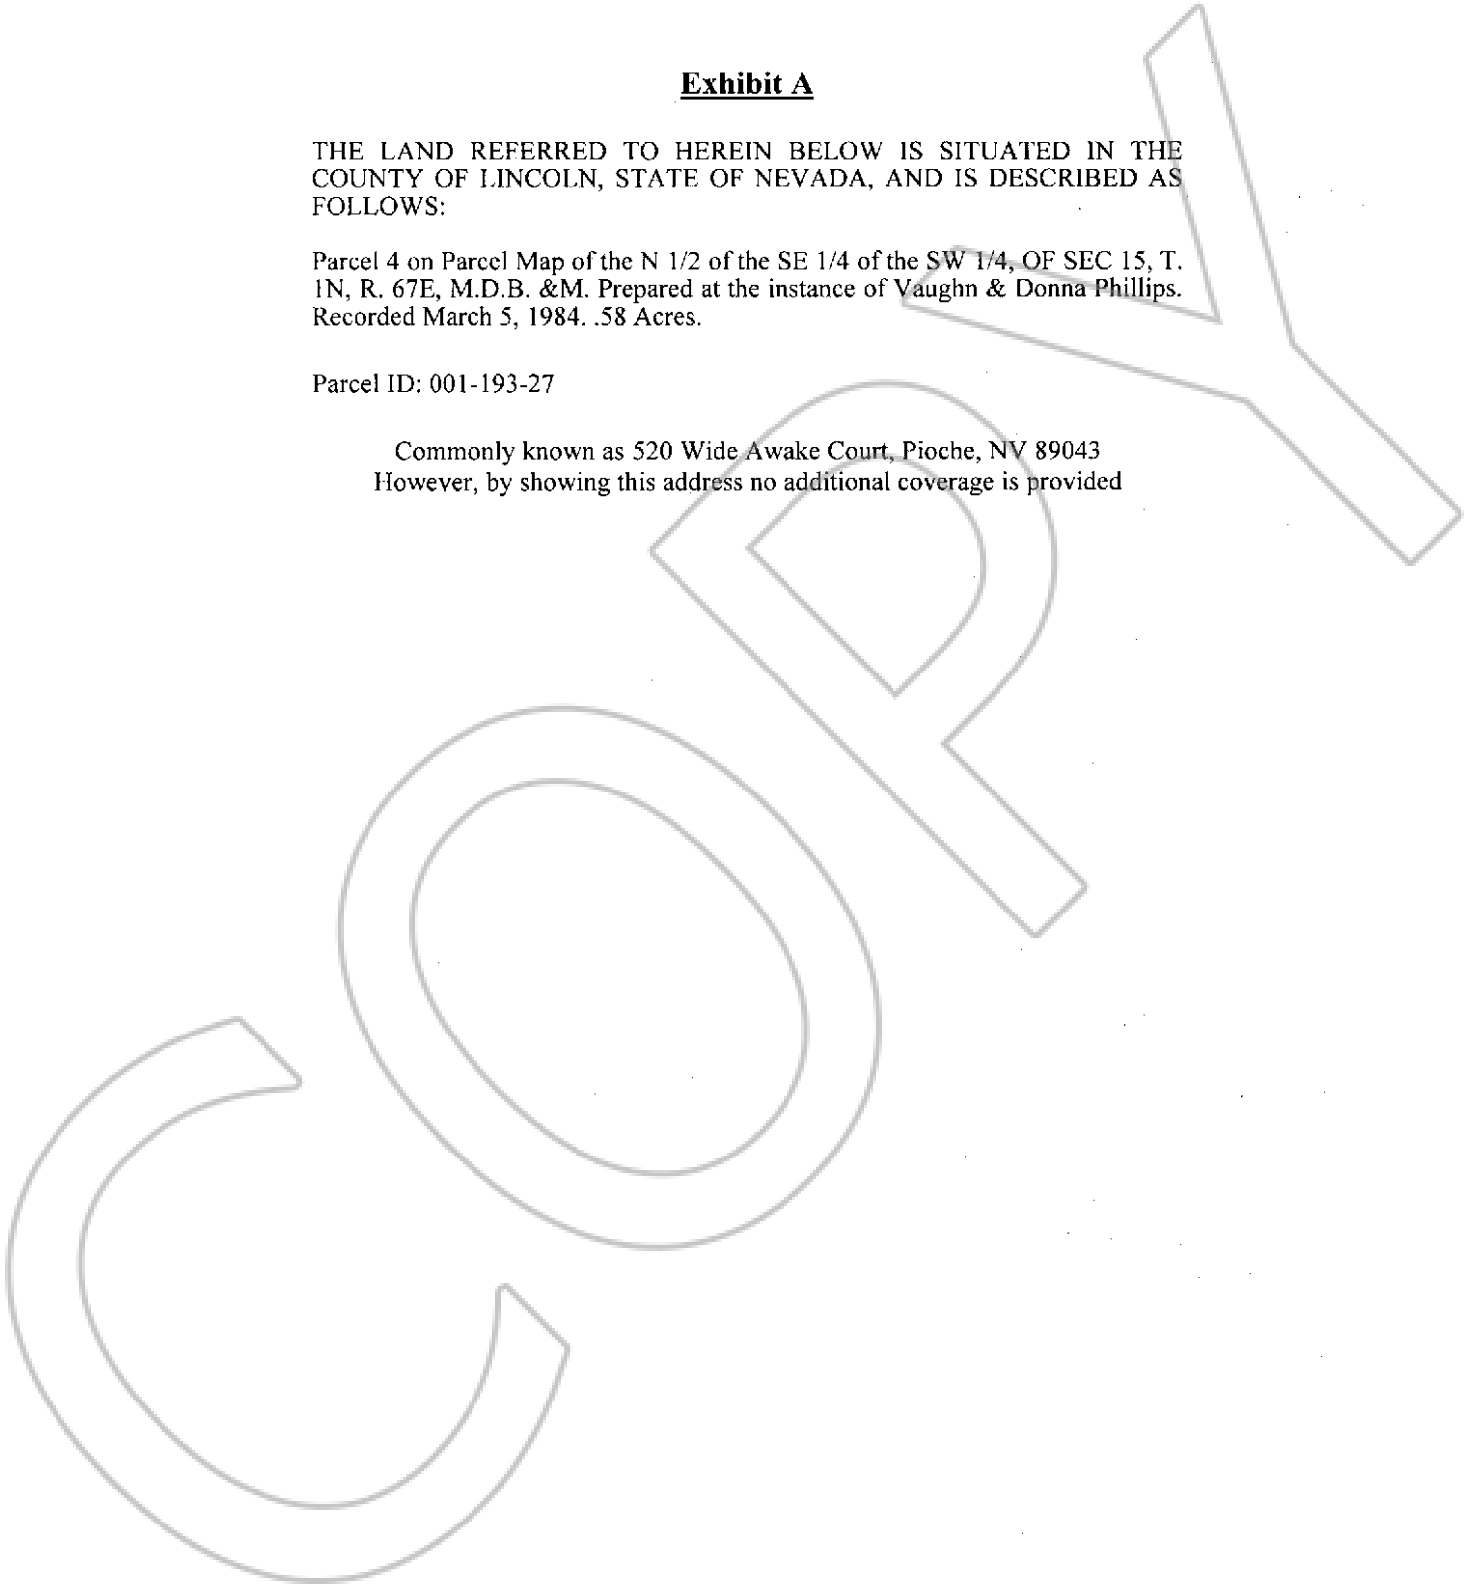 Exhibit A
THE LAND REFERRED TO HEREIN BELOW IS SITUATED IN THE
COUNTY OF LINCOLN, STATE OF NEVADA, AND IS DESCRIBED AS
FOLLOWS:
Parcel 4 on Parcel Map of the N 1/2 of the SE 1/4 of the SW 1/4, OF SEC 15, T.
1N, R. 67E, M.D.B. &M. Prepared at the instance of Vaughn & Donna Phillips.
Recorded March 5, 1984. .58 Acres.
Parcel ID: 001-193-27
Commonly known as 520 Wide Awake Court, Pioche, NV 89043
However, by showing this address no additional coverage is provided
COPY